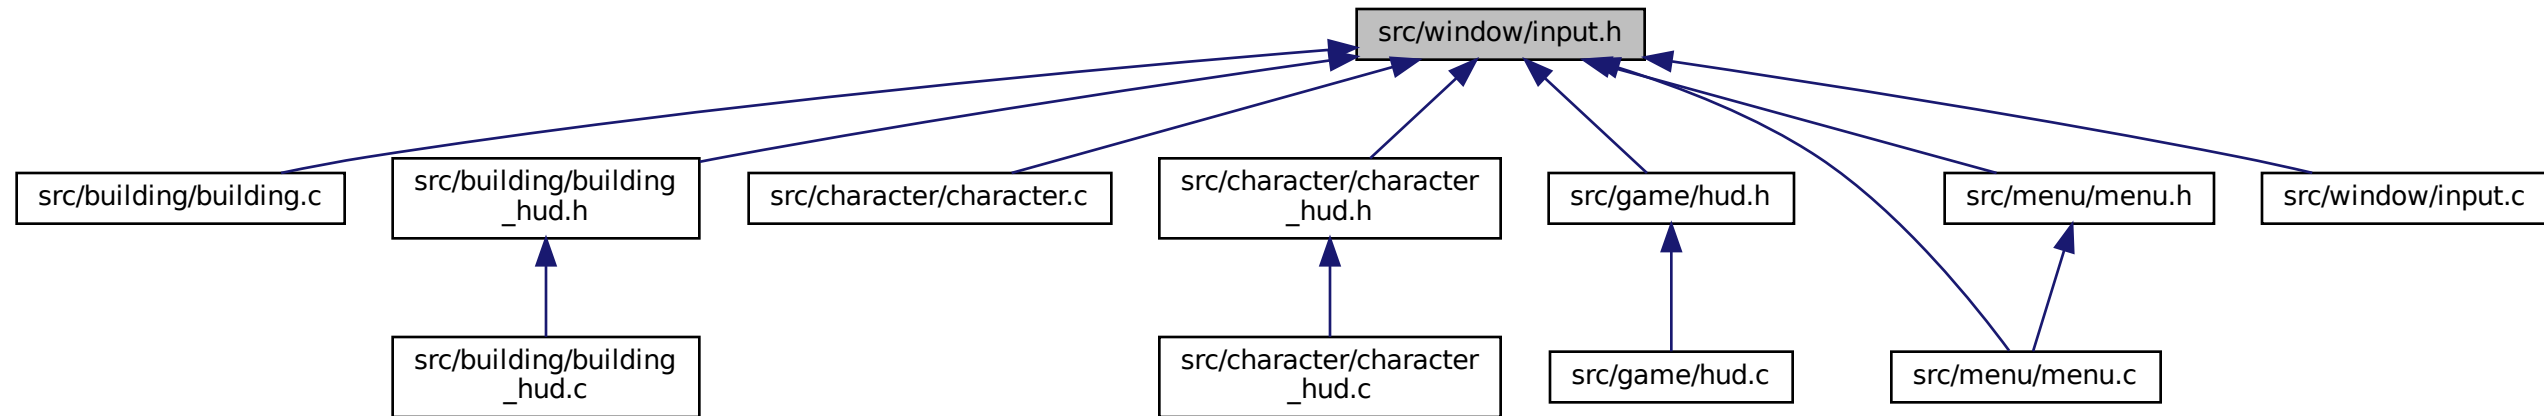 src/window/input.h
src/building/building.c
src/building/building
_hud.h
src/character/character.c
src/character/character
_hud.h
src/game/hud.h
src/menu/menu.h
src/window/input.c
src/building/building
_hud.c
src/character/character
_hud.c
src/game/hud.c
src/menu/menu.c